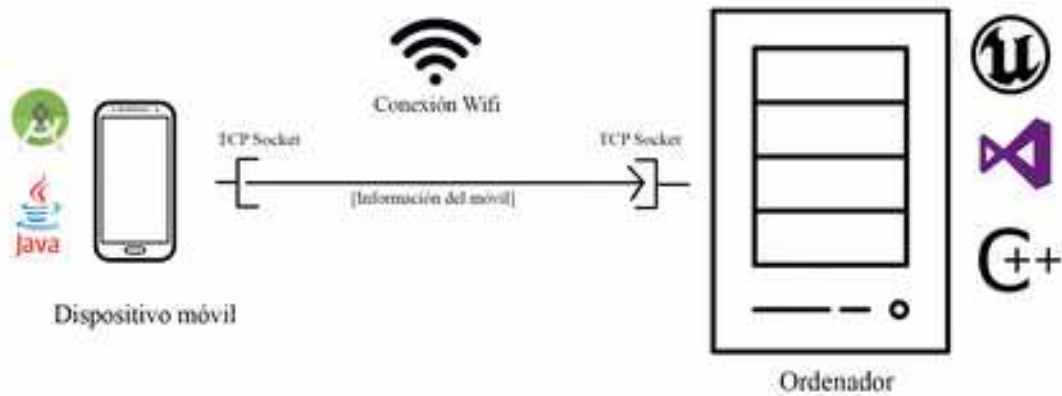 Conexión Wifi
TCP Socket
TCP Socket
[Información del móvil]
Java
C++
Dispositivo móvil
Ordenador